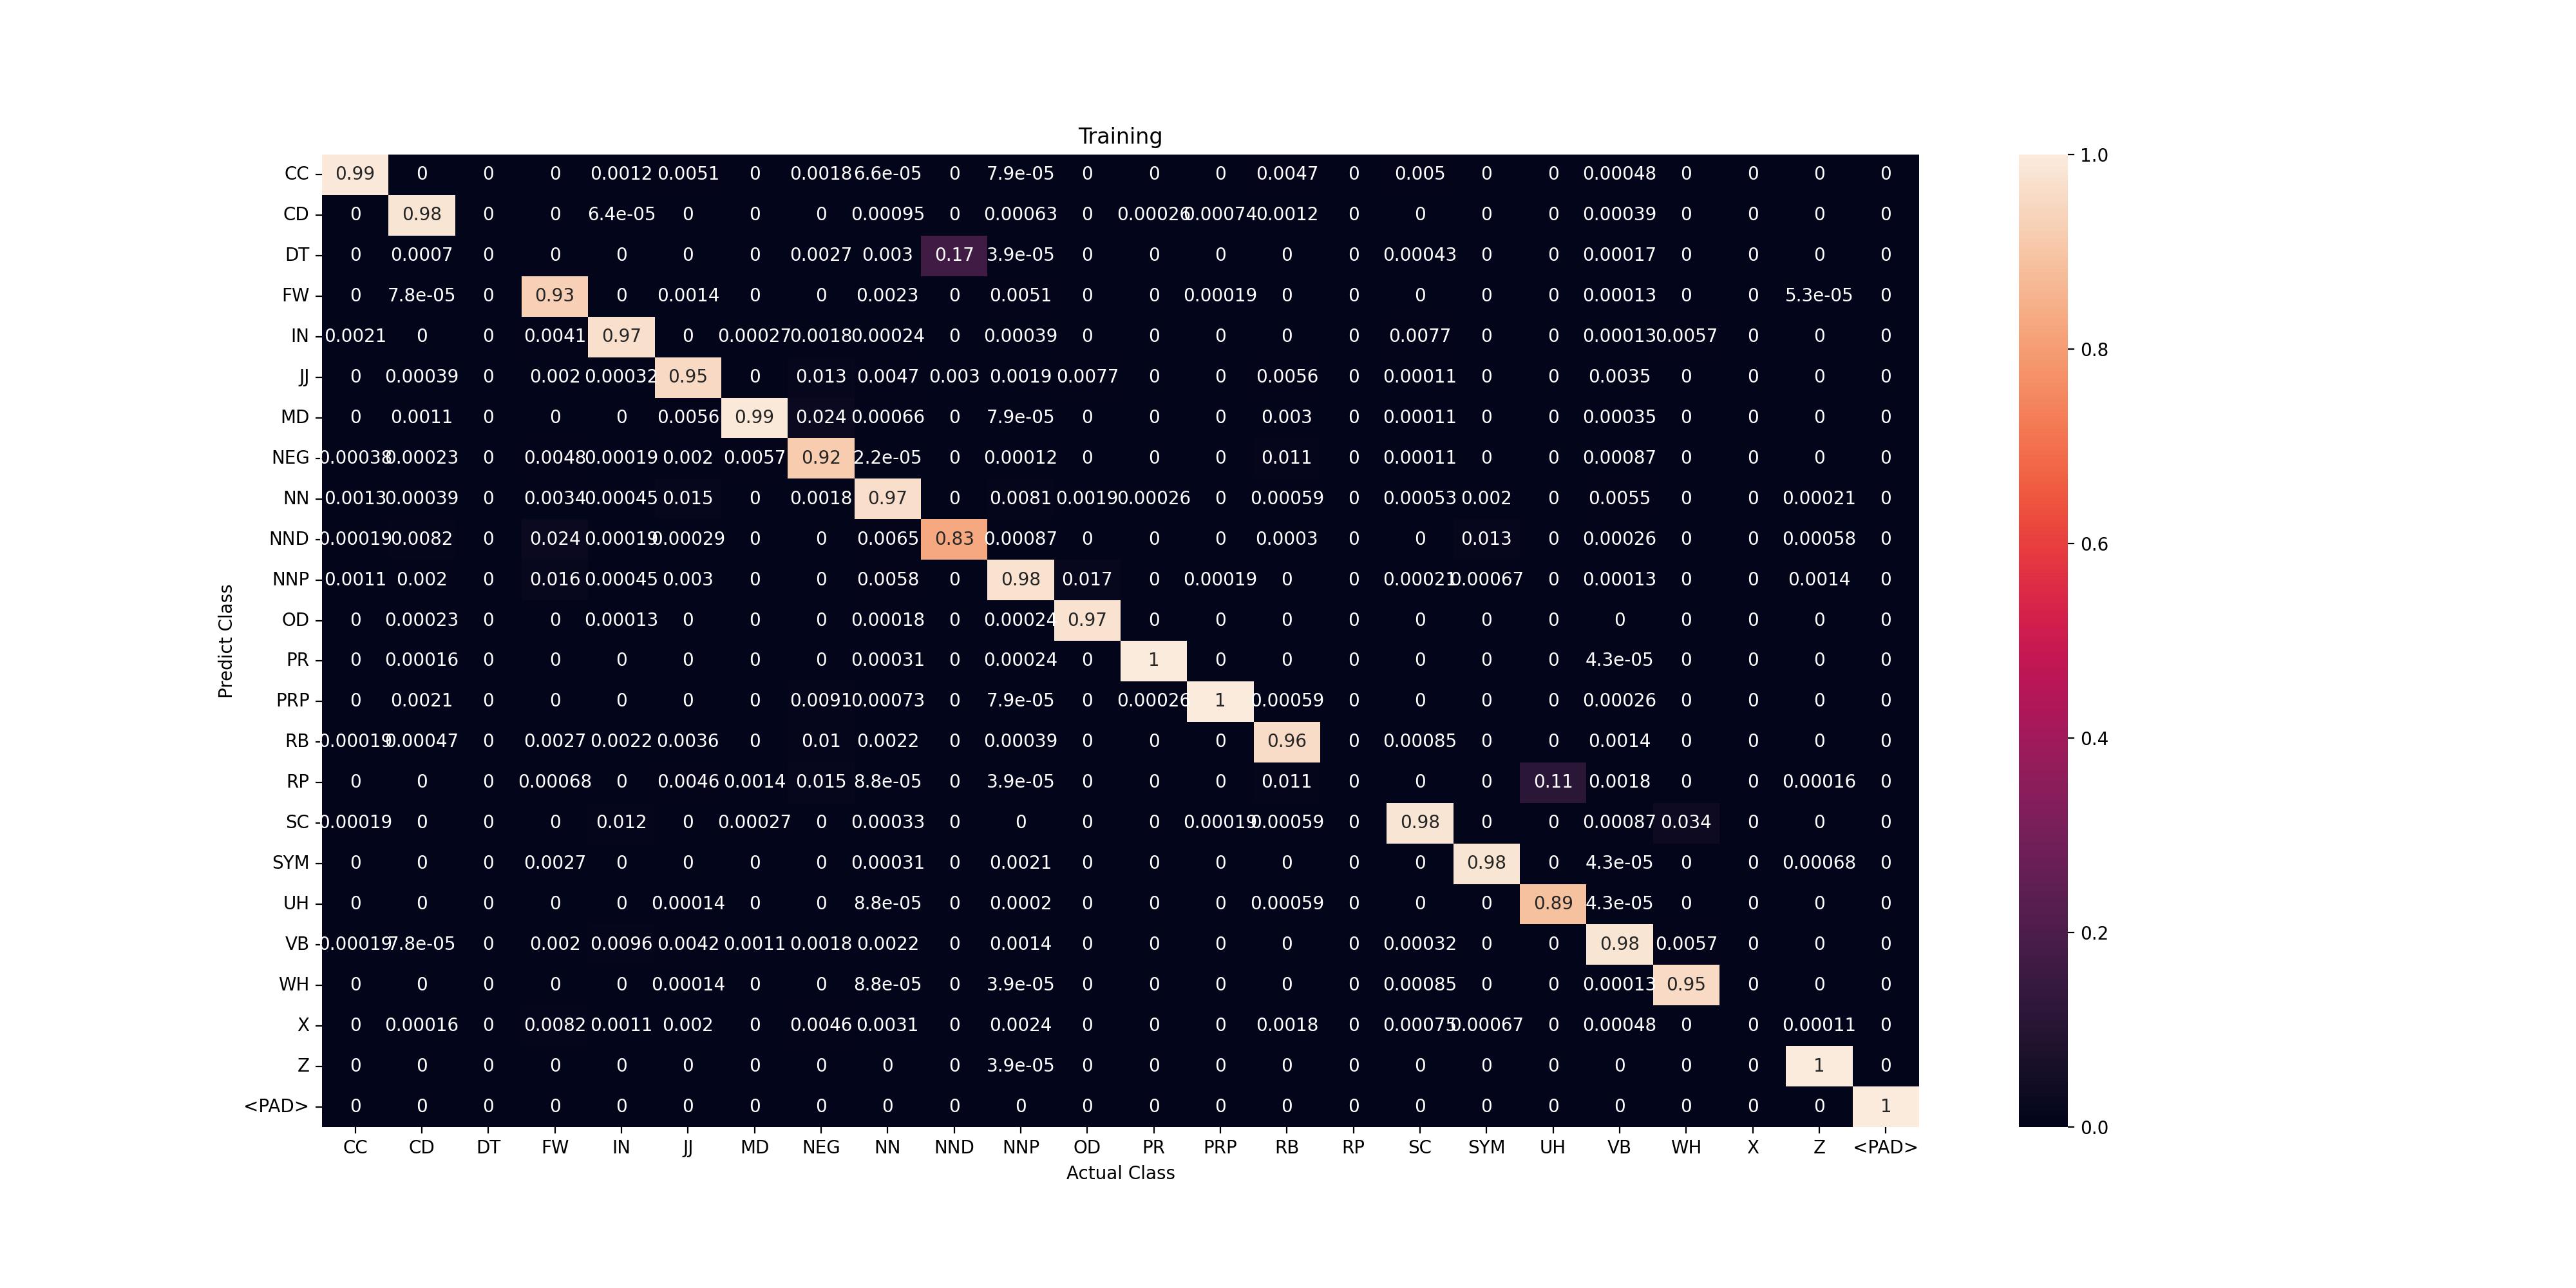 Training
CC 0.99 0 0 0 0.0012 0.0051 0 0.0018 6.6e-05 0 7.9e-05 0 0 0 0.0047 0 0.005 0 0 0.00048 0 0 0 0 1.0
CD 0 0.98 0 0 6.4e-05 0 0 0 0.00095 0 0.00063 0 0.00026 0.00074 0.0012 0 0 0 0 0.00039 0 0 0 0
DT 0 0.0007 0 0 0 0 0 0.0027 0.003 0.17 3.9e-05 0 0 0 0 0 0.00043 0 0 0.00017 0 0 0 0
FW 0 7.8e-05 0 0.93 0 0.0014 0 0 0.0023 0 0.0051 0 0 0.00019 0 0 0 0 0 0.00013 0 0 5.3e-05 0
IN 0.0021 0 0 0.0041 0.97 0 0.00027 0.0018 0.00024 0 0.00039 0 0 0 0 0 0.0077 0 0 0.00013 0.0057 0 0 0
JJ 0 0.00039 0 0.002 0.00032 0.95 0 0.013 0.0047 0.003 0.0019 0.0077 0 0 0.0056 0 0.00011 0 0 0.0035 0 0 0 0 0.8
MD 0 0.0011 0 0 0 0.0056 0.99 0.024 0.00066 0 7.9e-05 0 0 0 0.003 0 0.00011 0 0 0.00035 0 0 0 0
NEG 0.00038 0.00023 0 0.0048 0.00019 0.002 0.0057 0.92 2.2e-05 0 0.00012 0 0 0 0.011 0 0.00011 0 0 0.00087 0 0 0 0
NN 0.0013 0.00039 0 0.0034 0.00045 0.015 0 0.0018 0.97 0 0.0081 0.0019 0.00026 0 0.00059 0 0.00053 0.002 0 0.0055 0 0 0.00021 0
NND 0.00019 0.0082 0 0.024 0.00019 0.00029 0 0 0.0065 0.83 0.00087 0 0 0 0.0003 0 0 0.013 0 0.00026 0 0 0.00058 0 0.6
NNP 0.0011 0.002 0 0.016 0.00045 0.003 0 0 0.0058 0 0.98 0.017 0 0.00019 0 0 0.00021 0.00067 0 0.00013 0 0 0.0014 0
OD 0 0.00023 0 0 0.00013 0 0 0 0.00018 0 0.00024 0.97 0 0 0 0 0 0 0 0 0 0 0 0
Predict Class
PR 0 0.00016 0 0 0 0 0 0 0.00031 0 0.00024 0 1 0 0 0 0 0 0 4.3e-05 0 0 0 0
PRP 0 0.0021 0 0 0 0 0 0.0091 0.00073 0 7.9e-05 0 0.00026 1 0.00059 0 0 0 0 0.00026 0 0 0 0
RB 0.00019 0.00047 0 0.0027 0.0022 0.0036 0 0.01 0.0022 0 0.00039 0 0 0 0.96 0 0.00085 0 0 0.0014 0 0 0 0 0.4
RP 0 0 0 0.00068 0 0.0046 0.0014 0.015 8.8e-05 0 3.9e-05 0 0 0 0.011 0 0 0 0.11 0.0018 0 0 0.00016 0
SC 0.00019 0 0 0 0.012 0 0.00027 0 0.00033 0 0 0 0 0.00019 0.00059 0 0.98 0 0 0.00087 0.034 0 0 0
SYM 0 0 0 0.0027 0 0 0 0 0.00031 0 0.0021 0 0 0 0 0 0 0.98 0 4.3e-05 0 0 0.00068 0
UH 0 0 0 0 0 0.00014 0 0 8.8e-05 0 0.0002 0 0 0 0.00059 0 0 0 0.89 4.3e-05 0 0 0 0
VB 0.00019 7.8e-05 0 0.002 0.0096 0.0042 0.0011 0.0018 0.0022 0 0.0014 0 0 0 0 0 0.00032 0 0 0.98 0.0057 0 0 0 0.2
WH 0 0 0 0 0 0.00014 0 0 8.8e-05 0 3.9e-05 0 0 0 0 0 0.00085 0 0 0.00013 0.95 0 0 0
X 0 0.00016 0 0.0082 0.0011 0.002 0 0.0046 0.0031 0 0.0024 0 0 0 0.0018 0 0.00075 0.00067 0 0.00048 0 0 0.00011 0
Z 0 0 0 0 0 0 0 0 0 0 3.9e-05 0 0 0 0 0 0 0 0 0 0 0 1 0
<PAD> 0 0 0 0 0 0 0 0 0 0 0 0 0 0 0 0 0 0 0 0 0 0 0 1 0.0
CC CD DT FW IN JJ MD NEG NN NND NNP OD PR PRP RB RP SC SYM UH VB WH X Z <PAD>
Actual Class